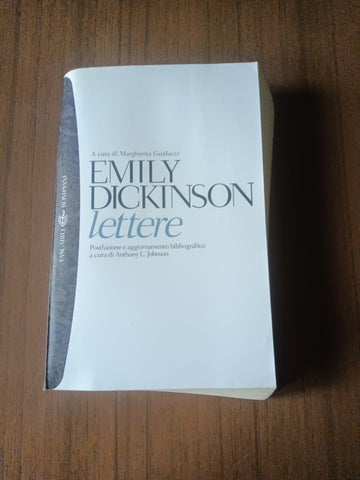 A cura di Margherita Guidacci
EMILY
DICKINSON
lettere
Postfazione e aggiornamento bibliografico
a cura di Anthony L. Johnson
TASCABILI BOMPIANI